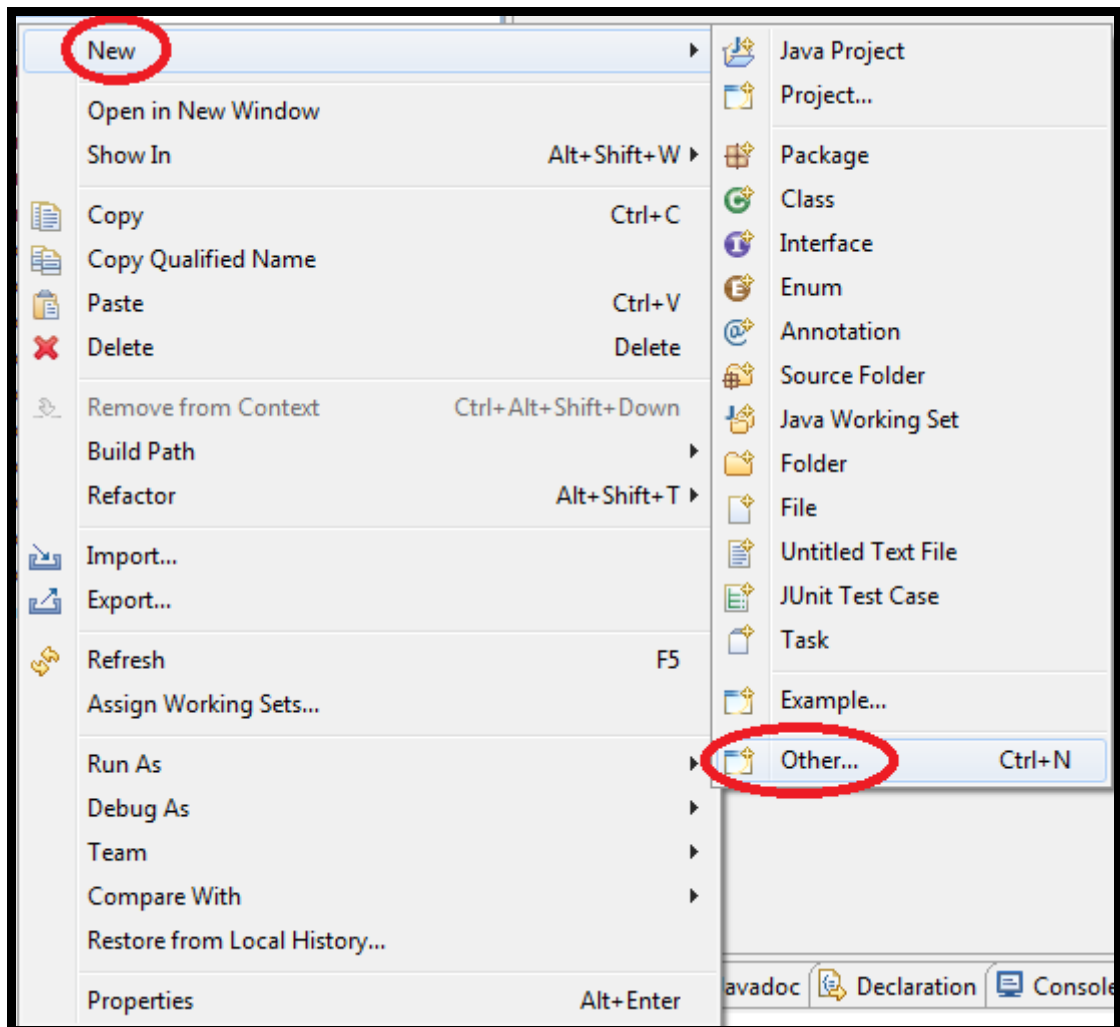 New
Open in New Window
Show In Alt+Shift+W
Copy Ctrl+C
Copy Qualified Name
Paste Ctrl+V
Delete Delete
Remove from Context Ctrl+Alt+Shift+Down
Build Path
Refactor Alt+Shift+T
Import...
Export...
Refresh F5
Assign Working Sets...
Run As
Debug As
Team
Compare With
Restore from Local History...
Properties Alt+Enter
Java Project
Project...
Package
Class
Interface
Enum
Annotation
Source Folder
Java Working Set
Folder
File
Untitled Text File
JUnit Test Case
Task
Example...
Other... Ctrl+N
avadoc Declaration Console